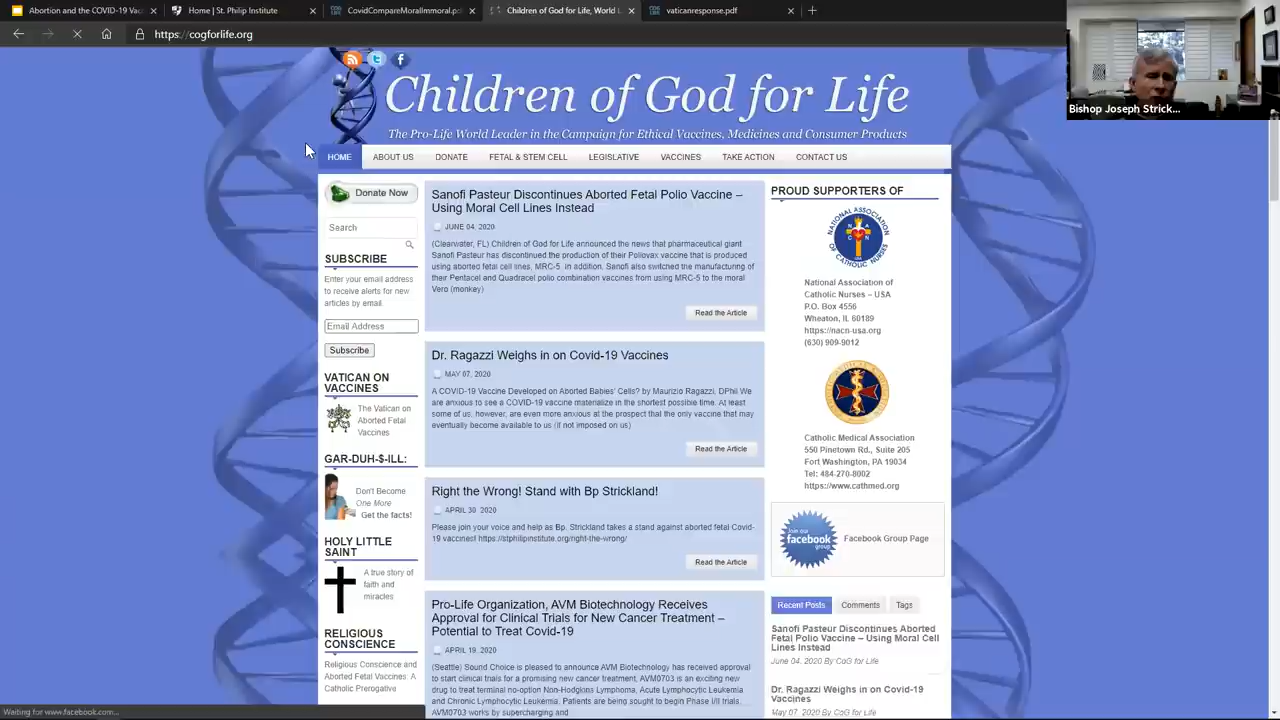 Abortion and the COVID-19 Vac
Home | St. Philip Institute
CovidCompareMoralImmoral
Children of God for Life, World L
vaticanresponse.pdf
https://cogforlife.org
Bishop Joseph Strick...
Children of God for Life
The Pro-Life World Leader in the Campaign for Ethical Vaccines, Medicines and Consumer Products
HOME
ABOUT US
DONATE
FETAL & STEM CELL
LEGISLATIVE
VACCINES
TAKE ACTION
CONTACT US
Donate Now
Search
SUBSCRIBE
Enter your email address
to receive alerts for new
articles by email.
Email Address
Subscribe
VATICAN ON
VACCINES
The Vatican on
Aborted Fetal
Vaccines
GAR-DUH-$-ILL:
Don't Become
One More
Get the facts!
HOLY LITTLE
SAINT
A true story of
faith and
miracles
RELIGIOUS
CONSCIENCE
Religious Conscience and
Aborted Fetal Vaccines: A
Catholic Prerogative
Sanofi Pasteur Discontinues Aborted Fetal Polio Vaccine –
Using Moral Cell Lines Instead
JUNE 04, 2020
(Clearwater, FL) Children of God for Life announced the news that pharmaceutical giant
Sanofi Pasteur has discontinued the production of their Poliovax vaccine that is produced
using aborted fetal cell lines, MRC-5. In addition, Sanofi also switched the manufacturing of
their Pentacel and Quadracel polio combination vaccines from using MRC-5 to the moral
Vero (monkey)
Read the Article
Dr. Ragazzi Weighs in on Covid-19 Vaccines
MAY 07, 2020
A COVID-19 Vaccine Developed on Aborted Babies' Cells? by Maurizio Ragazzi, DPhil We
are anxious to see a COVID-19 vaccine materialize in the shortest possible time. At least
some of us, however, are even more anxious at the prospect that the only vaccine that may
eventually become available to us (if not imposed on us)
Read the Article
Right the Wrong! Stand with Bp Strickland!
APRIL 30, 2020
Please join your voice and help as Bp. Strickland takes a stand against aborted fetal Covid-
19 vaccines! https://stphilipinstitute.org/right-the-wrong/
Read the Article
Pro-Life Organization, AVM Biotechnology Receives
Approval for Clinical Trials for New Cancer Treatment –
Potential to Treat Covid-19
APRIL 19, 2020
(Seattle) Sound Choice is pleased to announce AVM Biotechnology has received approval
to start clinical trials for a promising new cancer treatment. AVM0703 is an exciting new
drug to treat terminal no-option Non-Hodgkins Lymphoma, Acute Lymphocytic Leukemia
and Chronic Lymphocytic Leukemia. Patients are being sought to begin Phase I/II trials.
AVM0703 works by supercharging and
PROUD SUPPORTERS OF
NATIONAL ASSOCIATION
OF CATHOLIC NURSES
National Association of
Catholic Nurses – USA
P.O. Box 4556
Wheaton, IL 60189
https://nacn-usa.org
(630) 909-9012
Catholic Medical Association
550 Pinetown Rd., Suite 205
Fort Washington, PA 19034
Tel: 484-270-8002
https://www.cathmed.org
Join our
facebook
group
Facebook Group Page
Recent Posts
Comments
Tags
Sanofi Pasteur Discontinues Aborted
Fetal Polio Vaccine – Using Moral Cell
Lines Instead
June 04, 2020 By CoG for Life
Dr. Ragazzi Weighs in on Covid-19
Vaccines
May 07, 2020 By CoG for Life
Waiting for www.facebook.com...